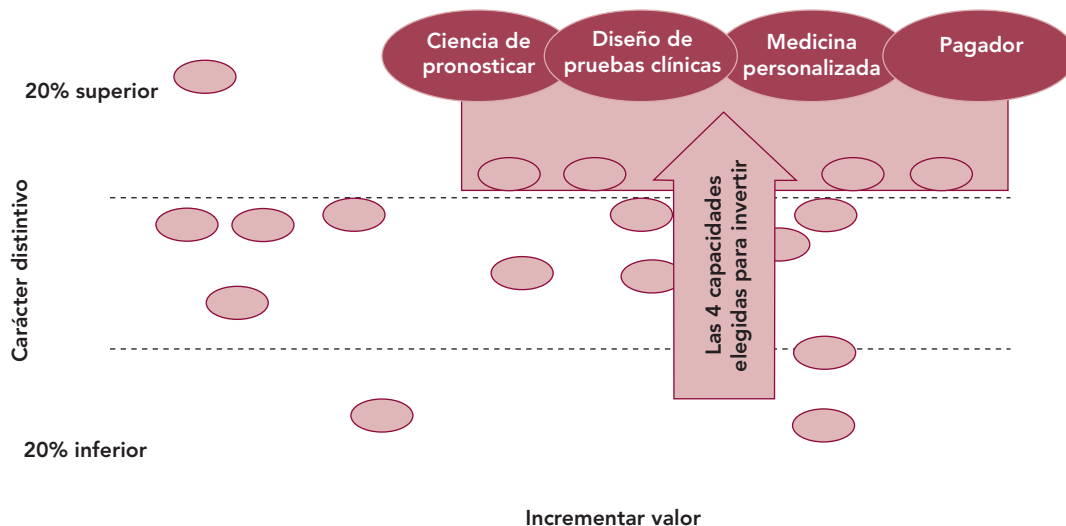 Ciencia de
pronosticar
Diseño de
pruebas clínicas
Medicina
personalizada
Pagador
20% superior
Carácter distintivo
Las 4 capacidades
elegidas para invertir
20% inferior
Incrementar valor